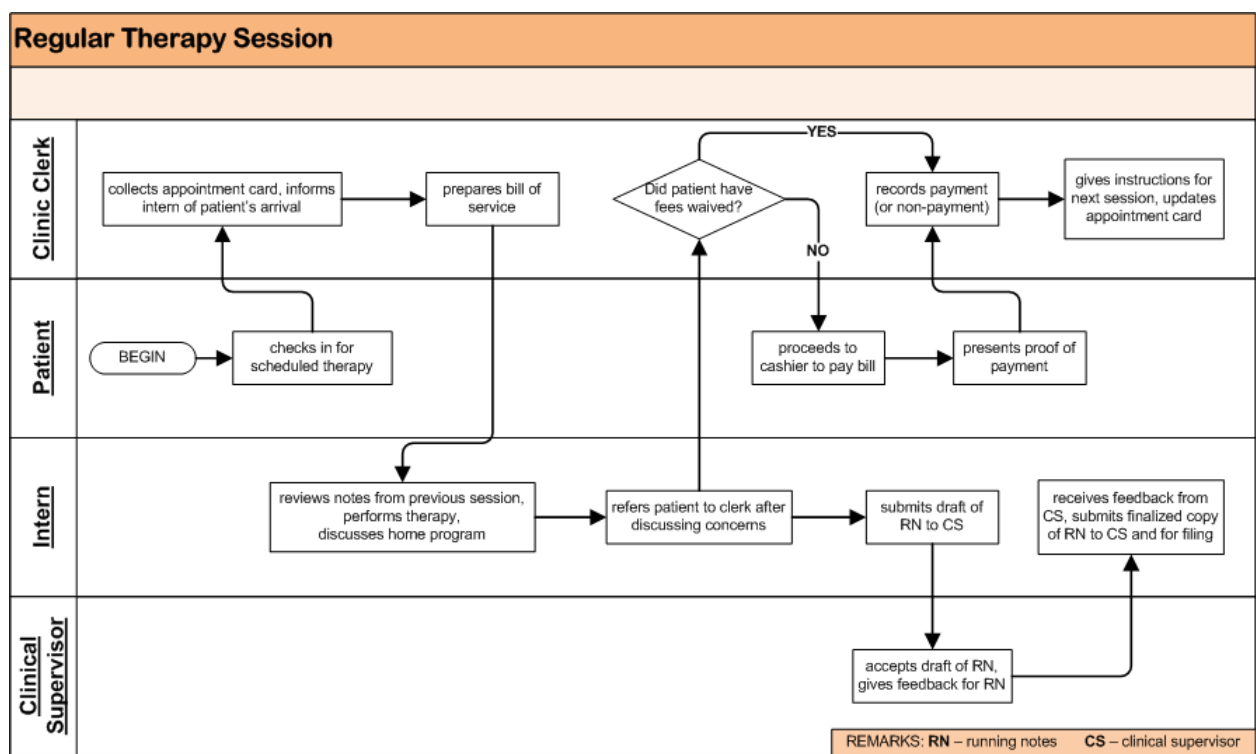 Regular Therapy Session
Clinic Clerk
collects appointment card, informs
intern of patient's arrival
prepares bill of
service
Did patient have
fees waived?
YES
NO
records payment
(or non-payment)
gives instructions for
next session, updates
appointment card
Patient
BEGIN
checks in for
scheduled therapy
proceeds to
cashier to pay bill
presents proof of
payment
Intern
reviews notes from previous session,
performs therapy,
discusses home program
refers patient to clerk after
discussing concerns
submits draft
of RN to CS
receives feedback from
CS, submits finalized copy
of RN to CS and for filing
Clinical
Supervisor
accepts draft of RN,
gives feedback for RN
REMARKS: RN – running notes CS – clinical supervisor